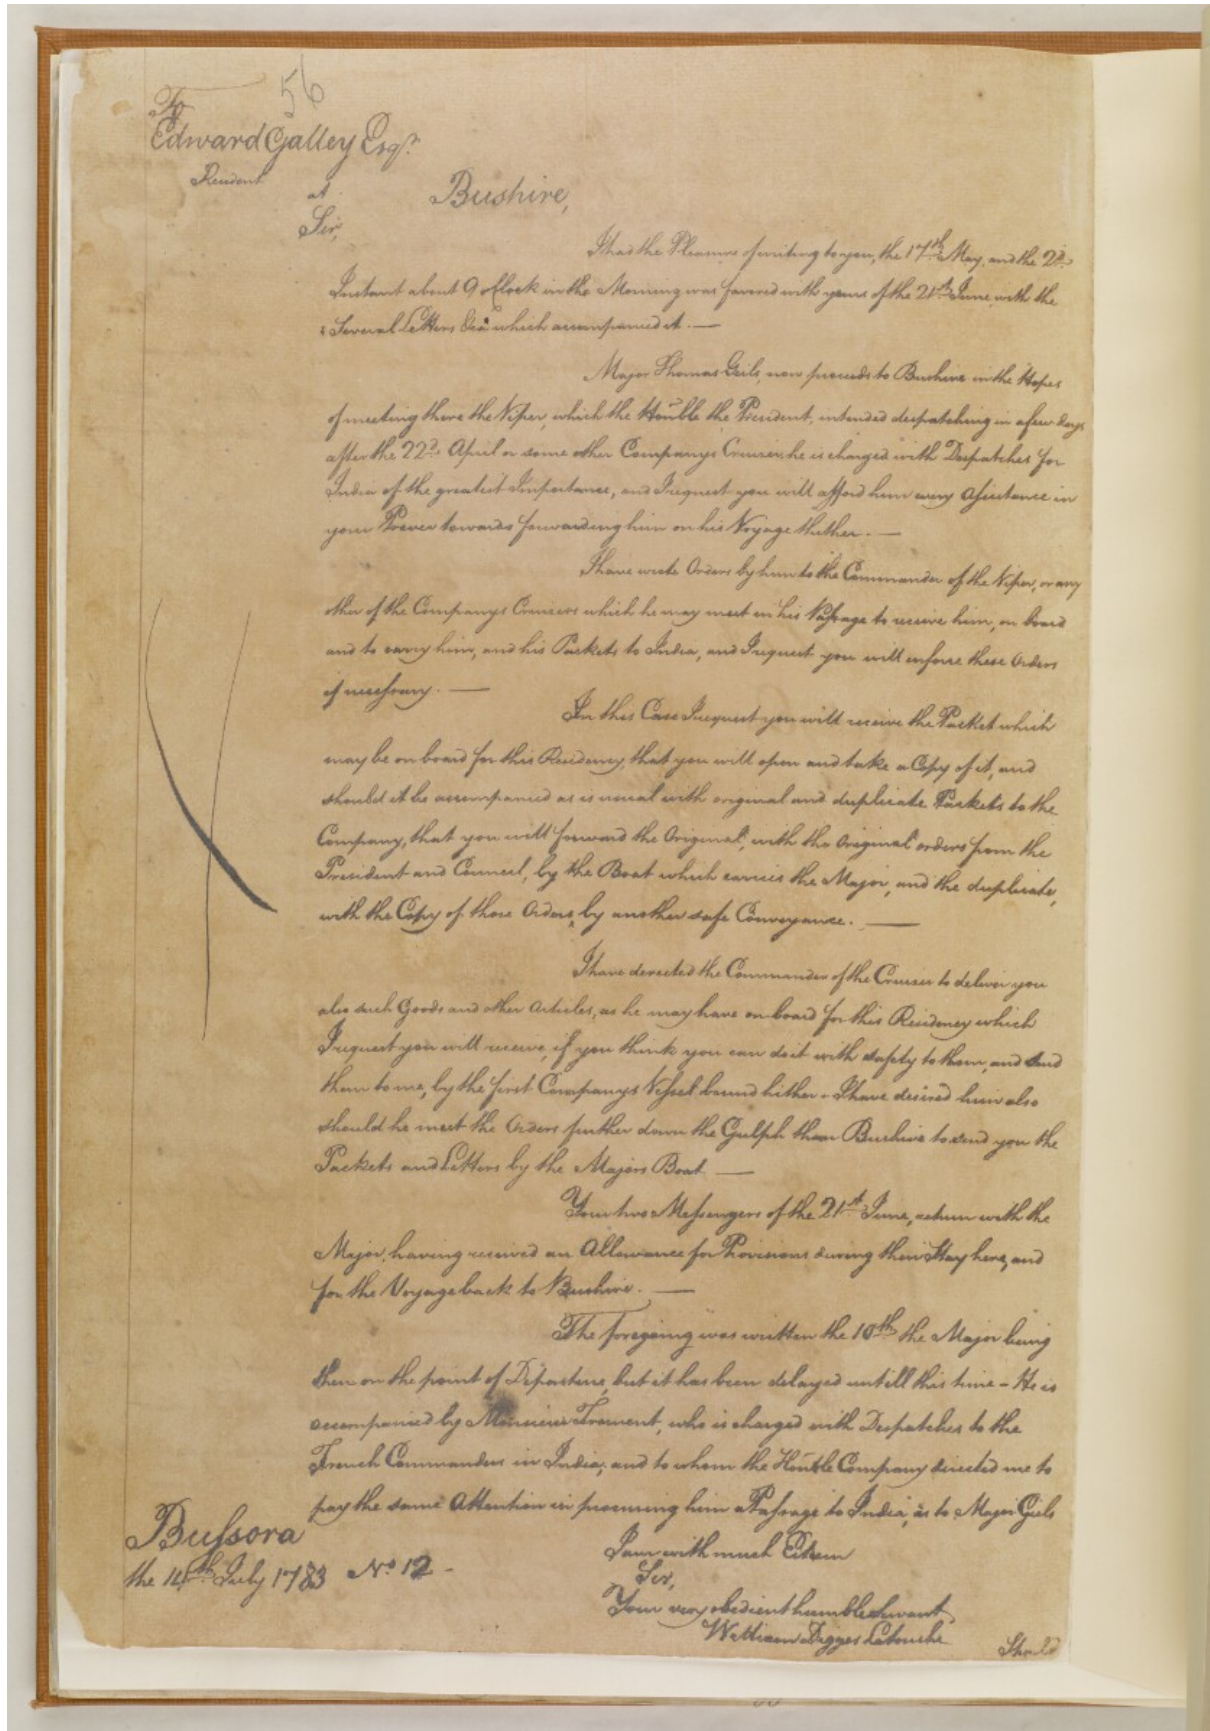 56
To
Edward Galley Esqr.
Resident
at
Bushire,
Sir,
I had the Pleasure of writing to you, the 17th. May, and the 2d.
Instant about 9 oClock in the Morning was favored with yours of the 21st. June with the
Several Letters &ca. which accompanied it. —
Major Thomas Geils, now proceeds to Bushire in the Hopes
of meeting there the Viper, which the Honble the President, intended despatching in a few days
after the 22d. April or some other Companys Cruiser. he is charged with Despatches for
India of the greatest Importance, and I request you will afford him every Assistance in
your Power towards forwarding him on his Voyage thither. —
I have wrote Orders by him to the Commander of the Viper, or any
other of the Companys Cruisers which he may meet in his Passage to receive him, on board
and to carry him, and his Packets to India, and I request you will enforce these Orders
if necessary. —
In this Case I request you will receive the Packet which
may be on board for this Residency, that you will open and take a Copy of it, and
should it be accompanied as is usual with original and duplicate Packets to the
Company, that you will forward the Original, with the Original orders from the
President and Council, by the Boat which carries the Major, and the duplicate,
with the Copy of those Orders, by another safe Conveyance. —
I have directed the Commander of the Cruiser to deliver you
also such Goods and other Articles, as he may have on board for this Residency which
I request you will receive, if you think you can do it with safety to them, and send
them to me, by the first Companys Vessel bound hither - I have desired him also
should he meet the Orders further down the Gulph than Bushire to send you the
Packets and Letters by the Majors Boat —
Your two Messengers of the 21st June, return with the
Major, having received an Allowance for Provisions during their Stay here, and
for the Voyage back to Bushire. —
The foregoing was written the 10th. the Major being
then on the point of Departure, but it has been delayed untill this time - He is
accompanied by Monsieur Froment, who is charged with Despatches to the
French Commanders in India, and to whom the Honble Company directed me to
pay the same Attention in procuring him a Passage to India, as to Major Giels
I am with much Esteem
Sir,
Your very obedient humble Servant
William Digges Latouche
Bussora
the 14th. July 1783 No. 12 -
Should